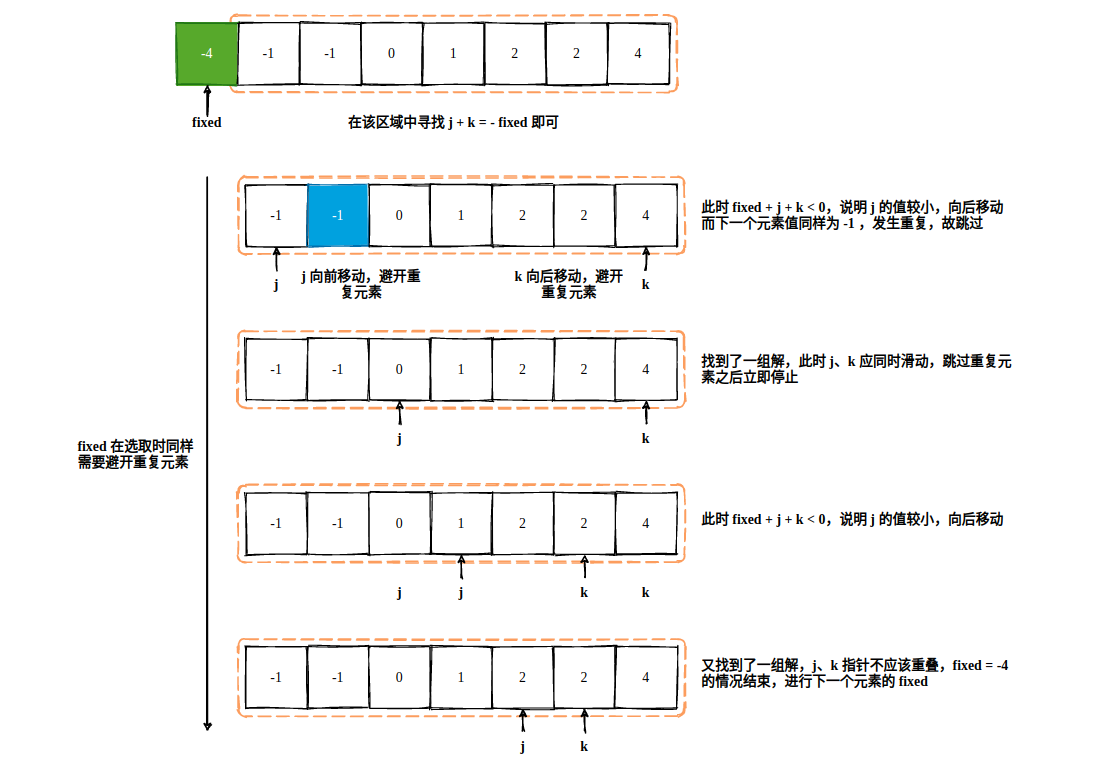 -4 -1 -1 0 1 2 2 4
fixed
在该区域中寻找 j + k = - fixed 即可
-1 -1 0 1 2 2 4
此时 fixed + j + k < 0，说明 j 的值较小，向后移动
而下一个元素值同样为 -1 ，发生重复，故跳过
j
j 向前移动，避开重
复元素
k 向后移动，避开
重复元素
k
-1 -1 0 1 2 2 4
找到了一组解，此时 j、k 应同时滑动，跳过重复元
素之后立即停止
j k
fixed 在选取时同样
需要避开重复元素
-1 -1 0 1 2 2 4
此时 fixed + j + k < 0，说明 j 的值较小，向后移动
j j k k
-1 -1 0 1 2 2 4
又找到了一组解，j、k 指针不应该重叠，fixed = -4
的情况结束，进行下一个元素的 fixed
j k